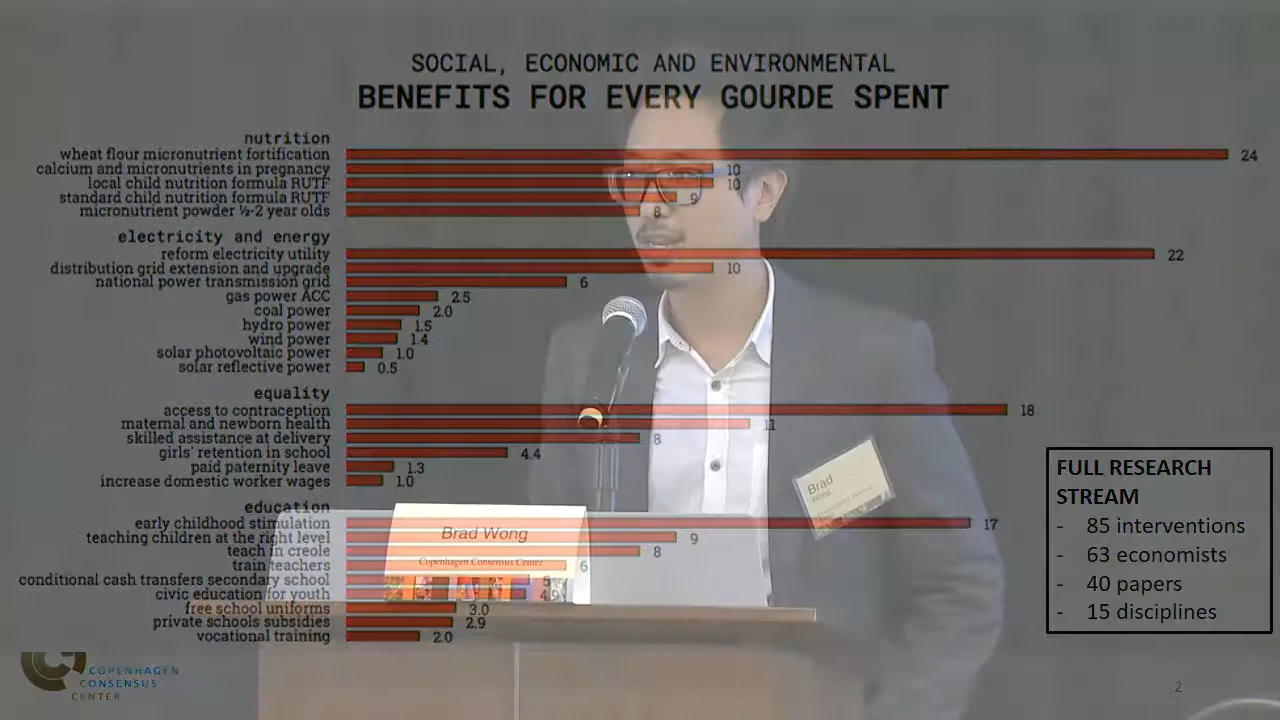 SOCIAL, ECONOMIC AND ENVIRONMENTAL
BENEFITS FOR EVERY GOURDE SPENT
nutrition
wheat flour micronutrient fortification 24
calcium and micronutrients in pregnancy 10
local child nutrition formula RUTF 10
standard child nutrition formula RUTF 9
micronutrient powder ½-2 year olds 8
electricity and energy
reform electricity utility 22
distribution grid extension and upgrade 10
national power transmission grid 6
gas power ACC 2.5
coal power 2.0
hydro power 1.5
wind power 1.4
solar photovoltaic power 1.0
solar reflective power 0.5
equality
access to contraception 18
maternal and newborn health 11
skilled assistance at delivery 8
girls' retention in school 4.4
paid paternity leave 1.3
increase domestic worker wages 1.0
education
early childhood stimulation 17
teaching children at the right level 9
teach in creole 8
train teachers 6
conditional cash transfers secondary school 5
civic education for youth 4.9
free school uniforms 3.0
private schools subsidies 2.9
vocational training 2.0
FULL RESEARCH
STREAM
- 85 interventions
- 63 economists
- 40 papers
- 15 disciplines
Brad
Wong
Brad Wong
Copenhagen Consensus Center
COPENHAGEN
CONSENSUS
CENTER
2